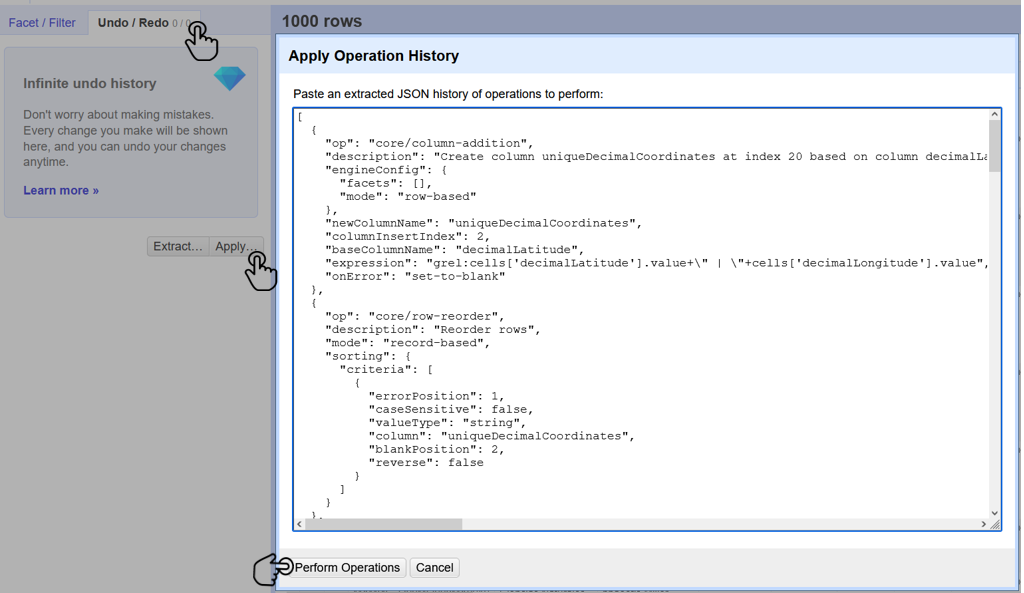 Facet / Filter
Undo / Redo 0 / 0
1000 rows
Infinite undo history
Don't worry about making mistakes.
Every change you make will be shown
here, and you can undo your changes
anytime.
Learn more »
Extract...
Apply...
Apply Operation History
Paste an extracted JSON history of operations to perform:
[
  {
    "op": "core/column-addition",
    "description": "Create column uniqueDecimalCoordinates at index 20 based on column decimalLa
    "engineConfig": {
      "facets": [],
      "mode": "row-based"
    },
    "newColumnName": "uniqueDecimalCoordinates",
    "columnInsertIndex": 2,
    "baseColumnName": "decimalLatitude",
    "expression": "grel:cells['decimalLatitude'].value+\" | \"+cells['decimalLongitude'].value",
    "onError": "set-to-blank"
  },
  {
    "op": "core/row-reorder",
    "description": "Reorder rows",
    "mode": "record-based",
    "sorting": {
      "criteria": [
        {
          "errorPosition": 1,
          "caseSensitive": false,
          "valueType": "string",
          "column": "uniqueDecimalCoordinates",
          "blankPosition": 2,
          "reverse": false
        }
      ]
    }
  },
Perform Operations
Cancel